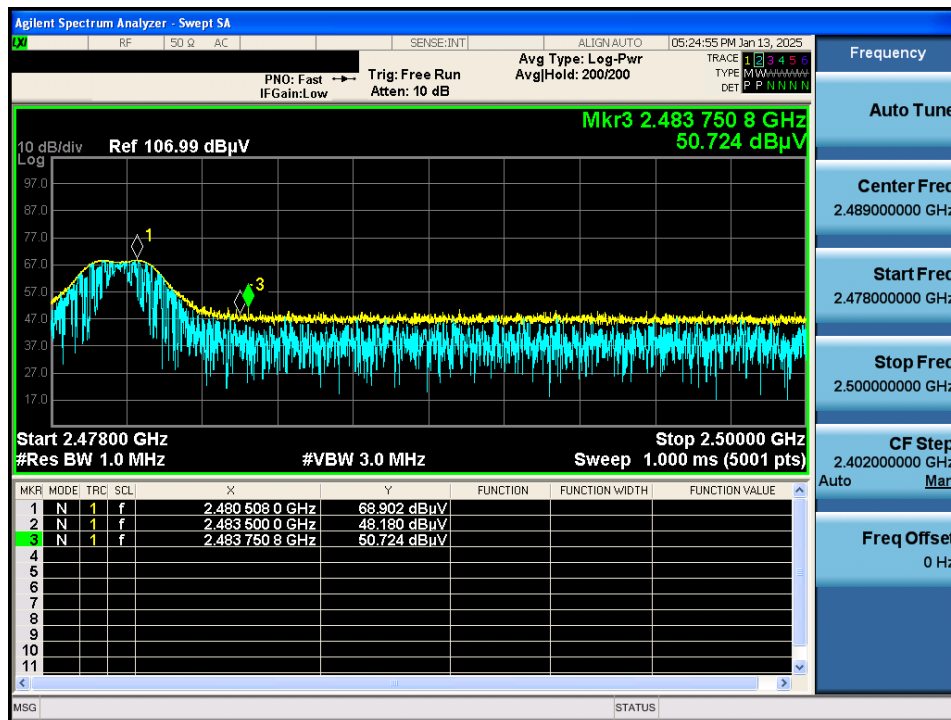 Agilent Spectrum Analyzer - Swept SA
LXI RF 50 Ω AC SENSE:INT ALIGN AUTO 05:24:55 PM Jan 13, 2025
PNO: Fast
IFGain:Low
Trig: Free Run
Atten: 10 dB
Avg Type: Log-Pwr
Avg|Hold: 200/200
TRACE 1 2 3 4 5 6
TYPE M W W W W W
DET P P N N N N
Mkr3 2.483 750 8 GHz
50.724 dBµV
10 dB/div Ref 106.99 dBµV
Log
97.0
87.0
77.0
67.0
57.0
47.0
37.0
27.0
17.0
1
3
Start 2.47800 GHz Stop 2.50000 GHz
#Res BW 1.0 MHz #VBW 3.0 MHz Sweep 1.000 ms (5001 pts)
MKR MODE TRC SCL X Y FUNCTION FUNCTION WIDTH FUNCTION VALUE
1 N 1 f 2.480 508 0 GHz 68.902 dBµV
2 N 1 f 2.483 500 0 GHz 48.180 dBµV
3 N 1 f 2.483 750 8 GHz 50.724 dBµV
4
5
6
7
8
9
10
11
MSG STATUS
Frequency
Auto Tune
Center Freq
2.489000000 GHz
Start Freq
2.478000000 GHz
Stop Freq
2.500000000 GHz
CF Step
2.402000000 GHz
Auto Man
Freq Offset
0 Hz